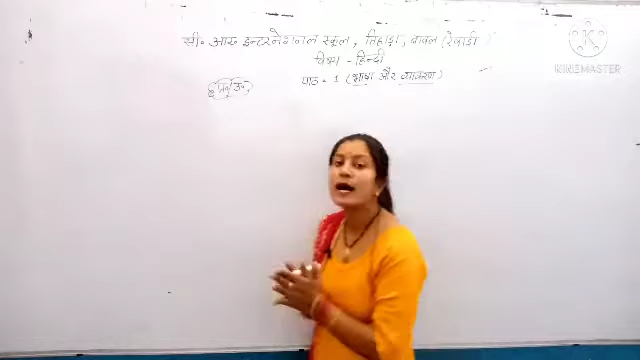 सी॰ आर॰ इन्टरनेशनल स्कूल, तिहाड़ा, बावल (रेवाड़ी)
विषय - हिन्दी
पाठ - 1 (भाषा और व्याकरण)
KINEMASTER